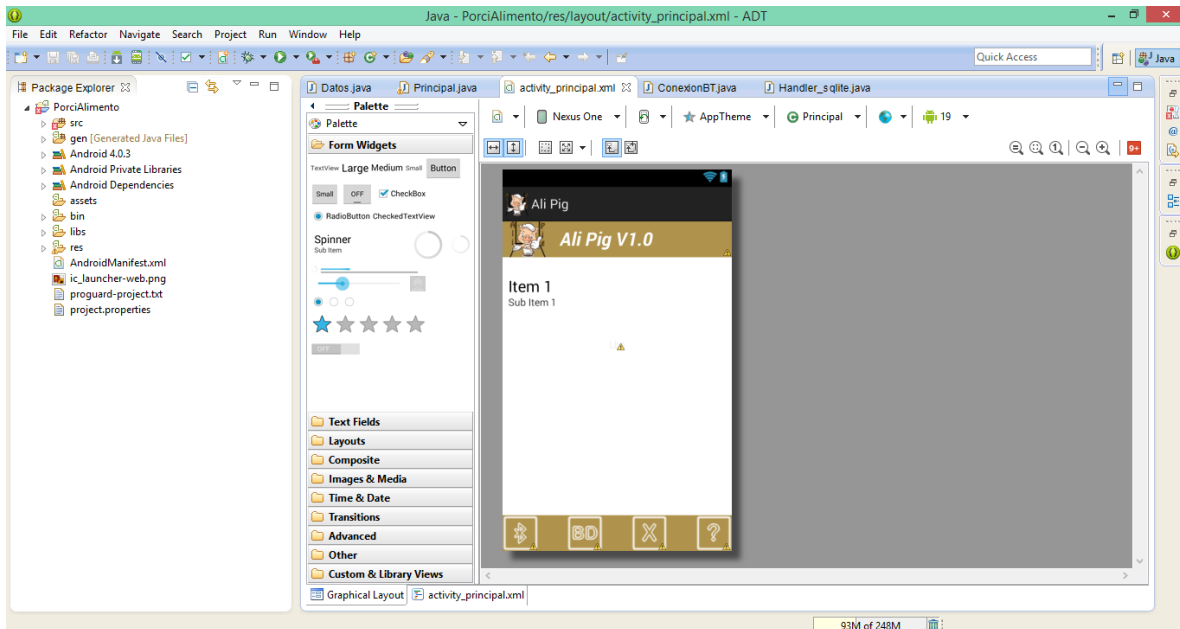 Java - PorciAlimento/res/layout/activity_principal.xml - ADT
File Edit Refactor Navigate Search Project Run Window Help
Quick Access
Java
Package Explorer
PorciAlimento
src
gen [Generated Java Files]
Android 4.0.3
Android Private Libraries
Android Dependencies
assets
bin
libs
res
AndroidManifest.xml
ic_launcher-web.png
proguard-project.txt
project.properties
Datos.java
Principal.java
activity_principal.xml
ConexionBT.java
Handler_sqlite.java
Palette
Palette
Form Widgets
TextView Large Medium Small Button
Small OFF CheckBox
RadioButton CheckedTextView
Spinner
Sub Item
OFF
Text Fields
Layouts
Composite
Images & Media
Time & Date
Transitions
Advanced
Other
Custom & Library Views
Nexus One
AppTheme
Principal
19
9+
Ali Pig
Ali Pig V1.0
Item 1
Sub Item 1
BD
X
?
Graphical Layout
activity_principal.xml
93M of 248M